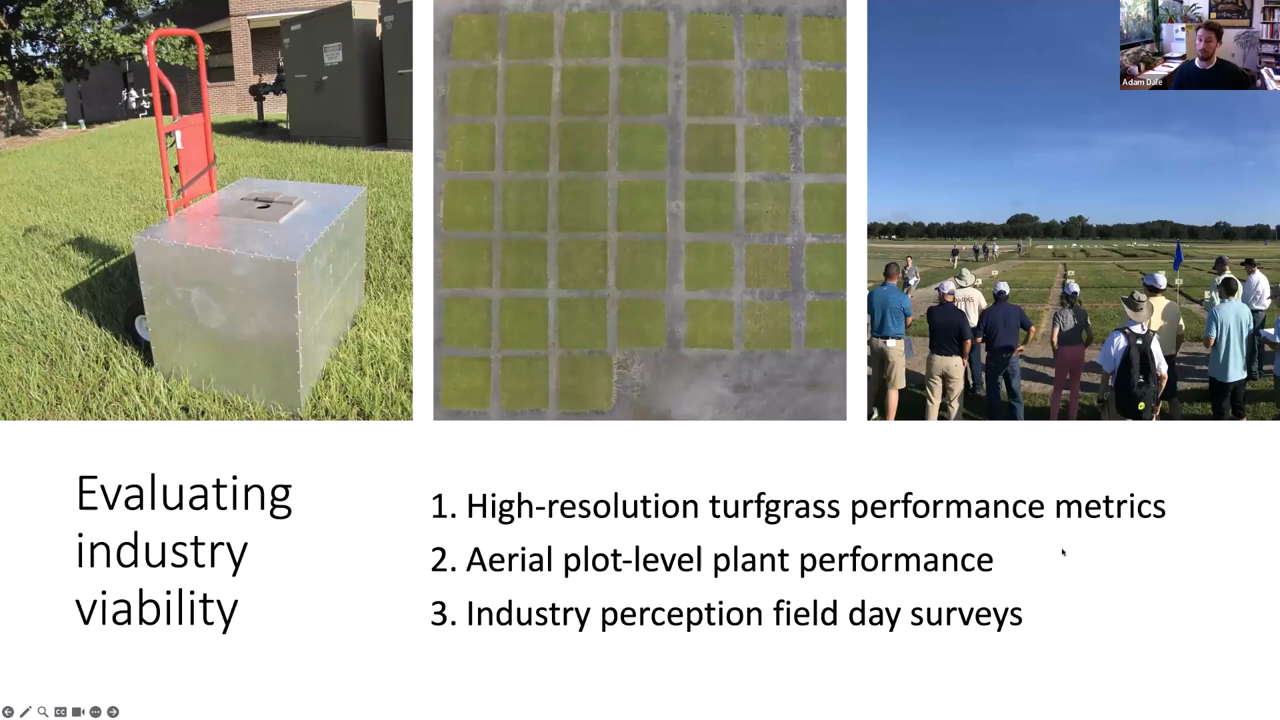 Adam Dale
Evaluating
industry
viability
1. High-resolution turfgrass performance metrics
2. Aerial plot-level plant performance
3. Industry perception field day surveys